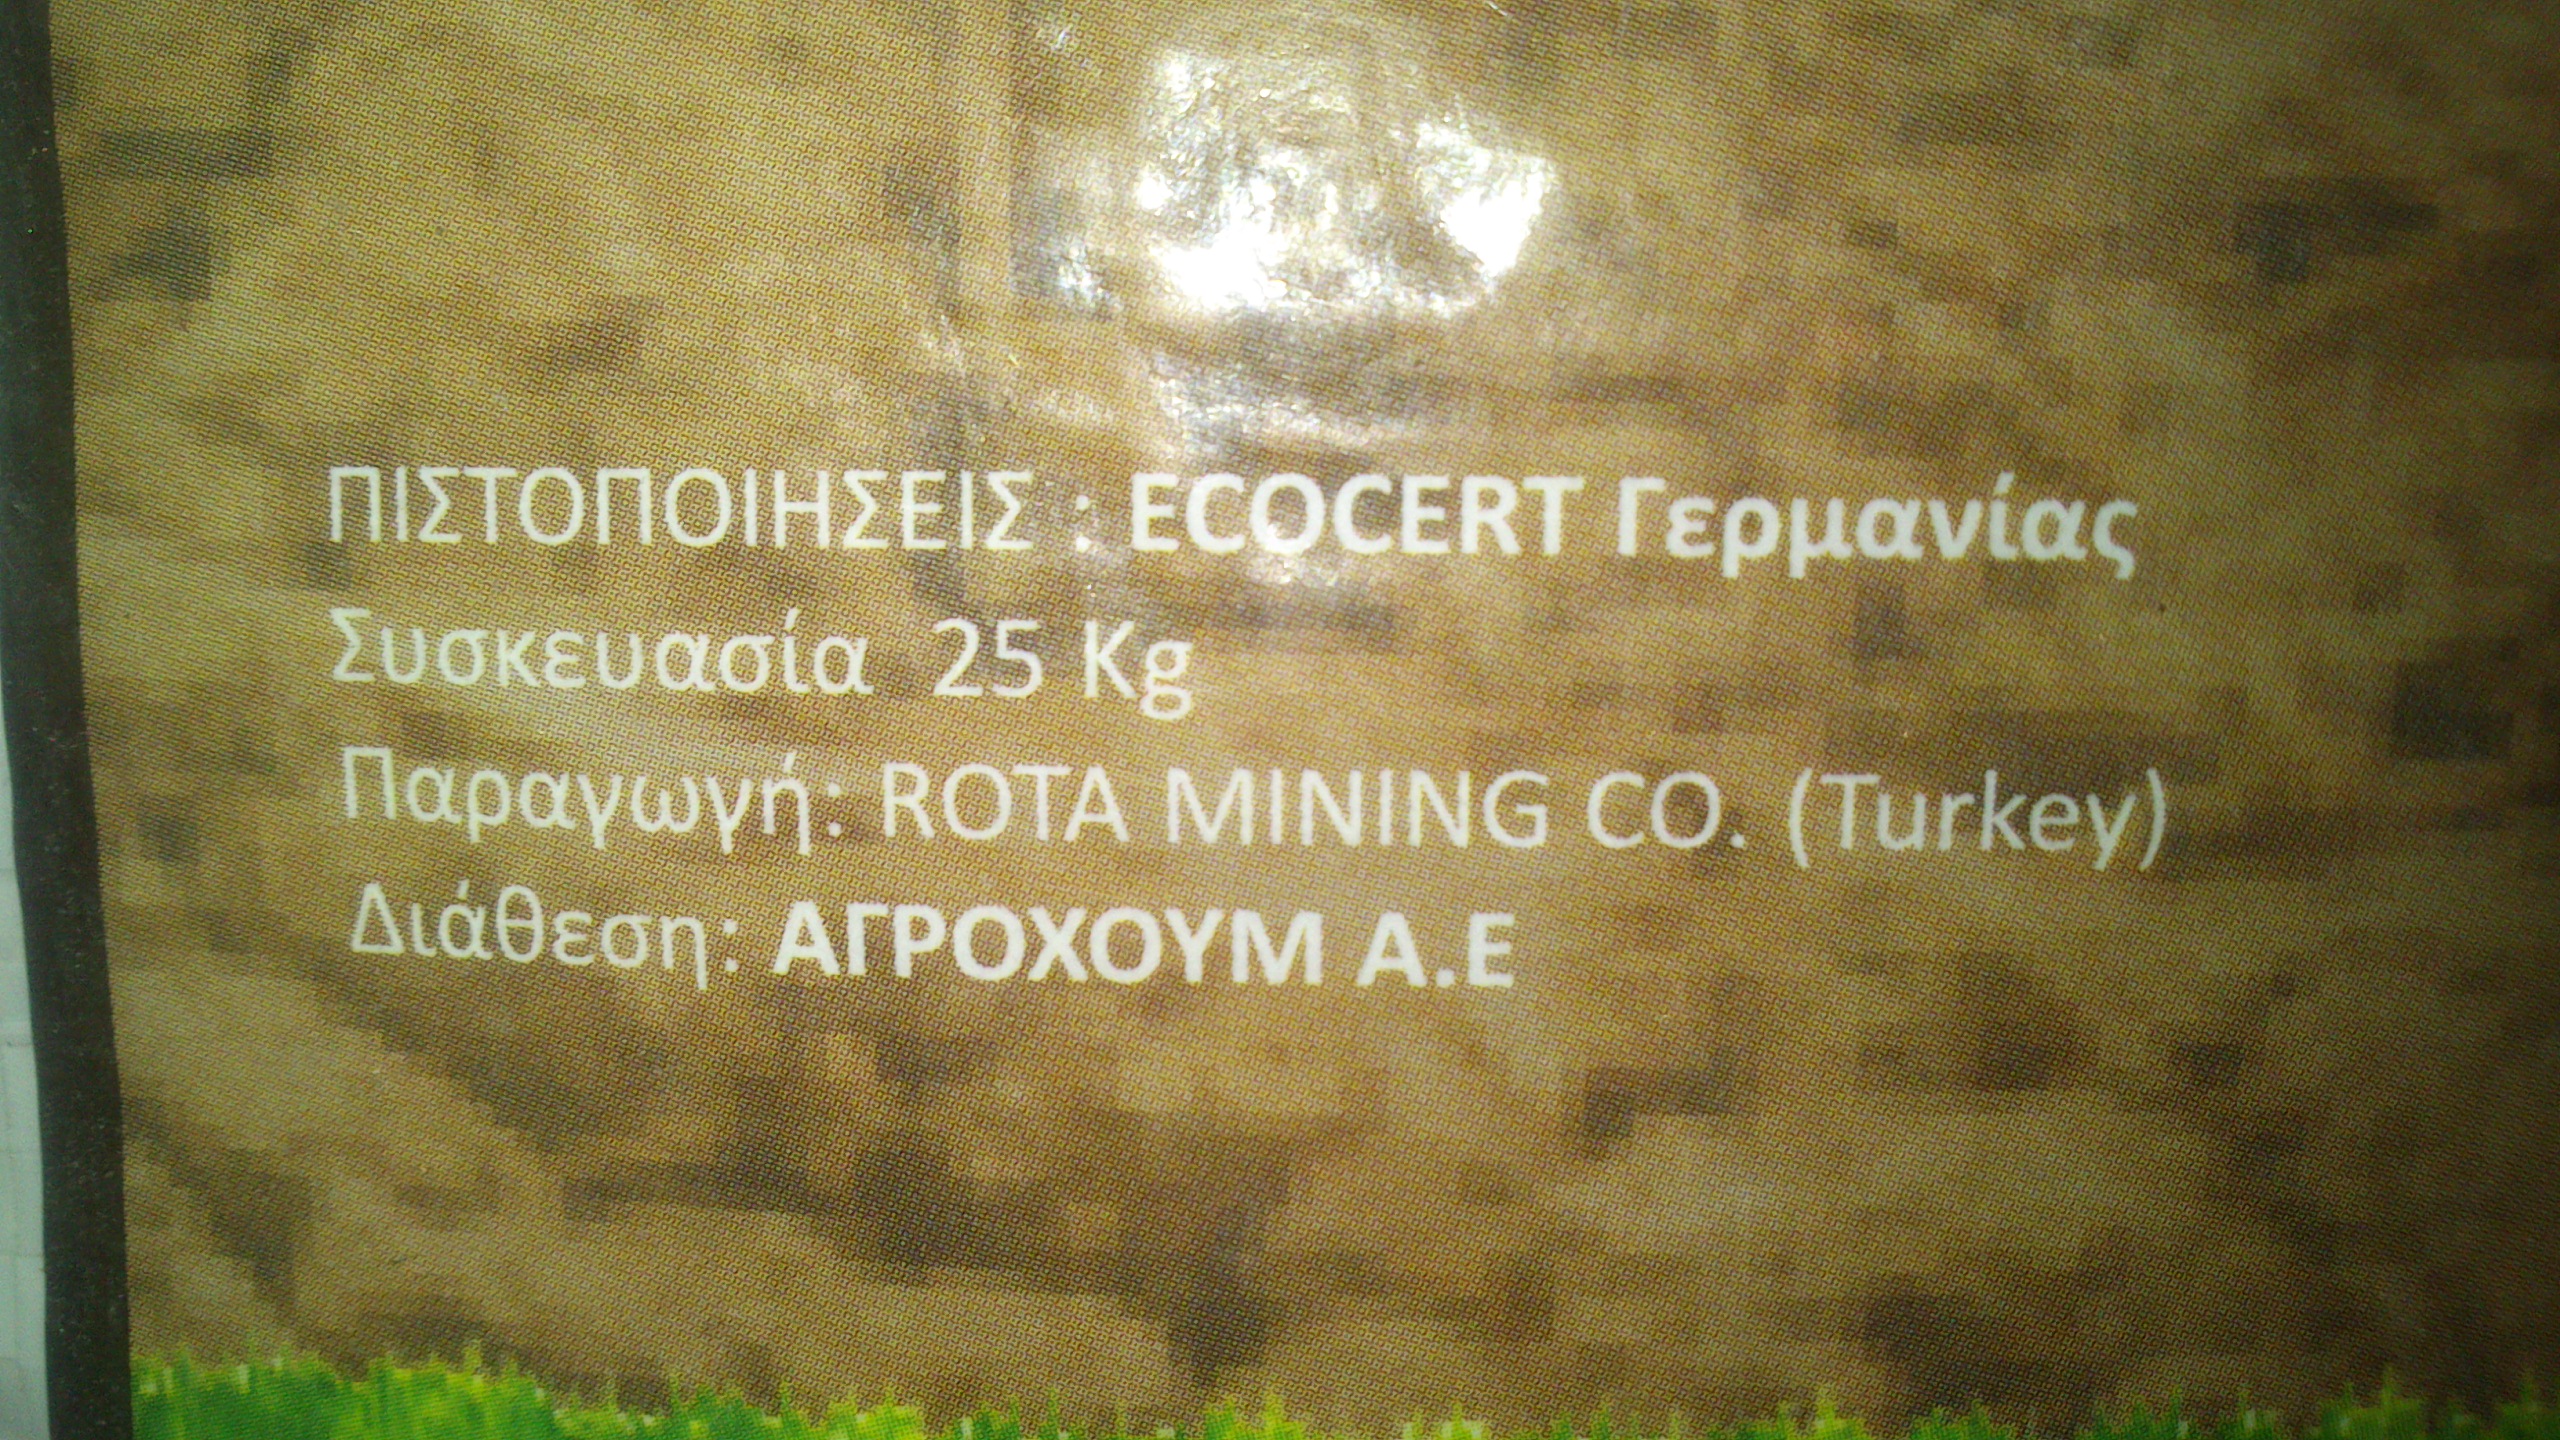 ΠΙΣΤΟΠΟΙΗΣΕΙΣ : ECOCERT Γερμανίας
Συσκευασία 25 Kg
Παραγωγή: ROTA MINING CO. (Turkey)
Διάθεση: ΑΓΡΟΧΟΥΜ Α.Ε